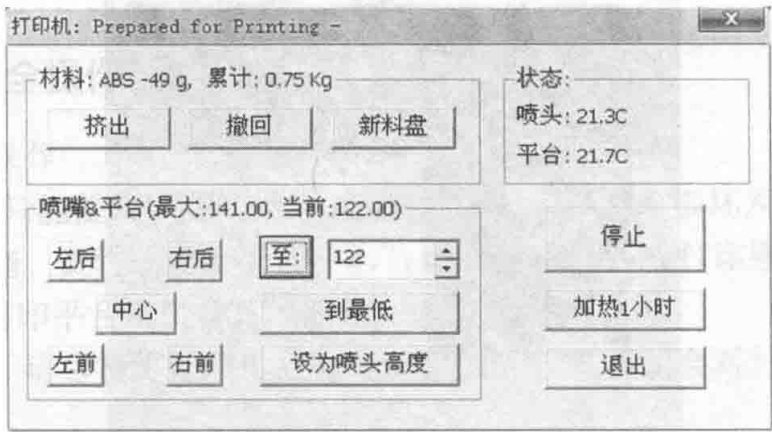 打印机: Prepared for Printing -
材料: ABS -49 g, 累计: 0.75 Kg
挤出 撤回 新料盘
状态:
喷头: 21.3C
平台: 21.7C
喷嘴&平台(最大:141.00, 当前:122.00)
左后 右后 至: 122
中心 到最低
左前 右前 设为喷头高度
停止
加热1小时
退出